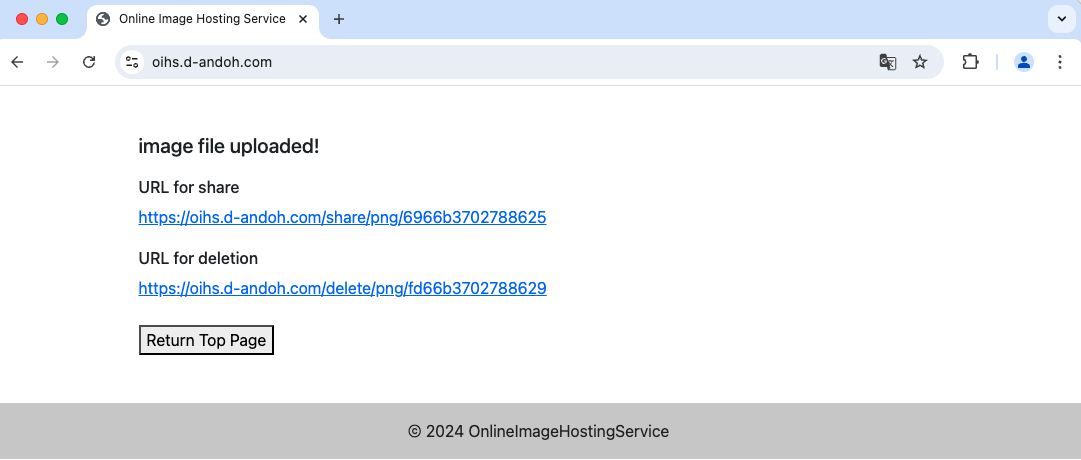 Online Image Hosting Service
oihs.d-andoh.com
image file uploaded!
URL for share
https://oihs.d-andoh.com/share/png/6966b3702788625
URL for deletion
https://oihs.d-andoh.com/delete/png/fd66b3702788629
Return Top Page
© 2024 OnlineImageHostingService